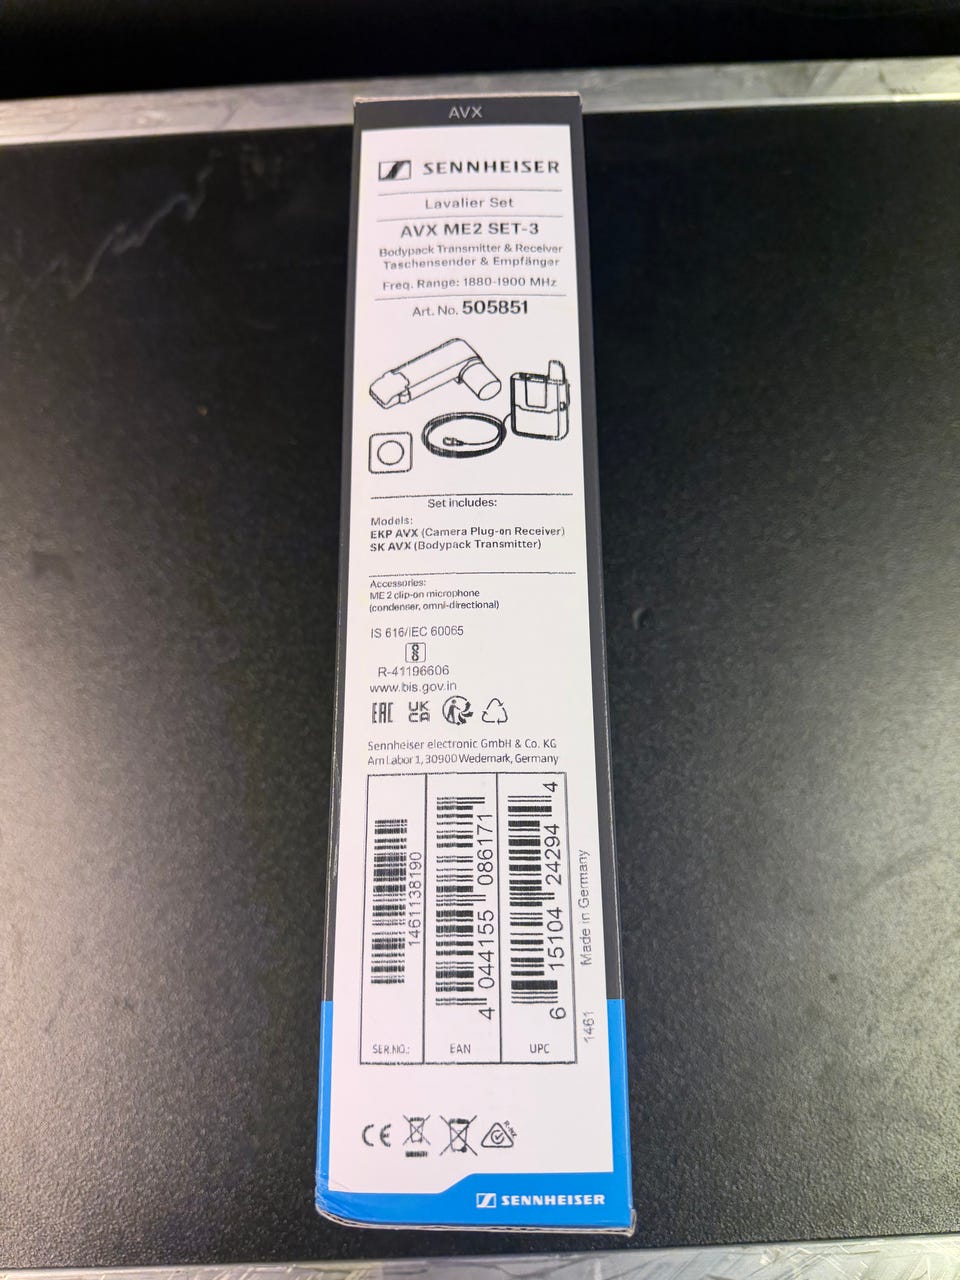 AVX
SENNHEISER
Lavalier Set
AVX ME2 SET-3
Bodypack Transmitter & Receiver
Taschensender & Empfänger
Freq. Range: 1880-1900 MHz
Art. No. 505851
Set includes:
Models:
EKP AVX (Camera Plug-on Receiver)
SK AVX (Bodypack Transmitter)
Accessories:
ME 2 clip-on microphone
(condenser, omni-directional)
IS 616/IEC 60065
R-41196606
www.bis.gov.in
EAC UKCA
Sennheiser electronic GmbH & Co. KG
Am Labor 1, 30900 Wedemark, Germany
1461138190
SER.NO.:
4 044155 086171
EAN
6 15104 24294 4
UPC
Made in Germany
1461
CE
R-NZ
SENNHEISER